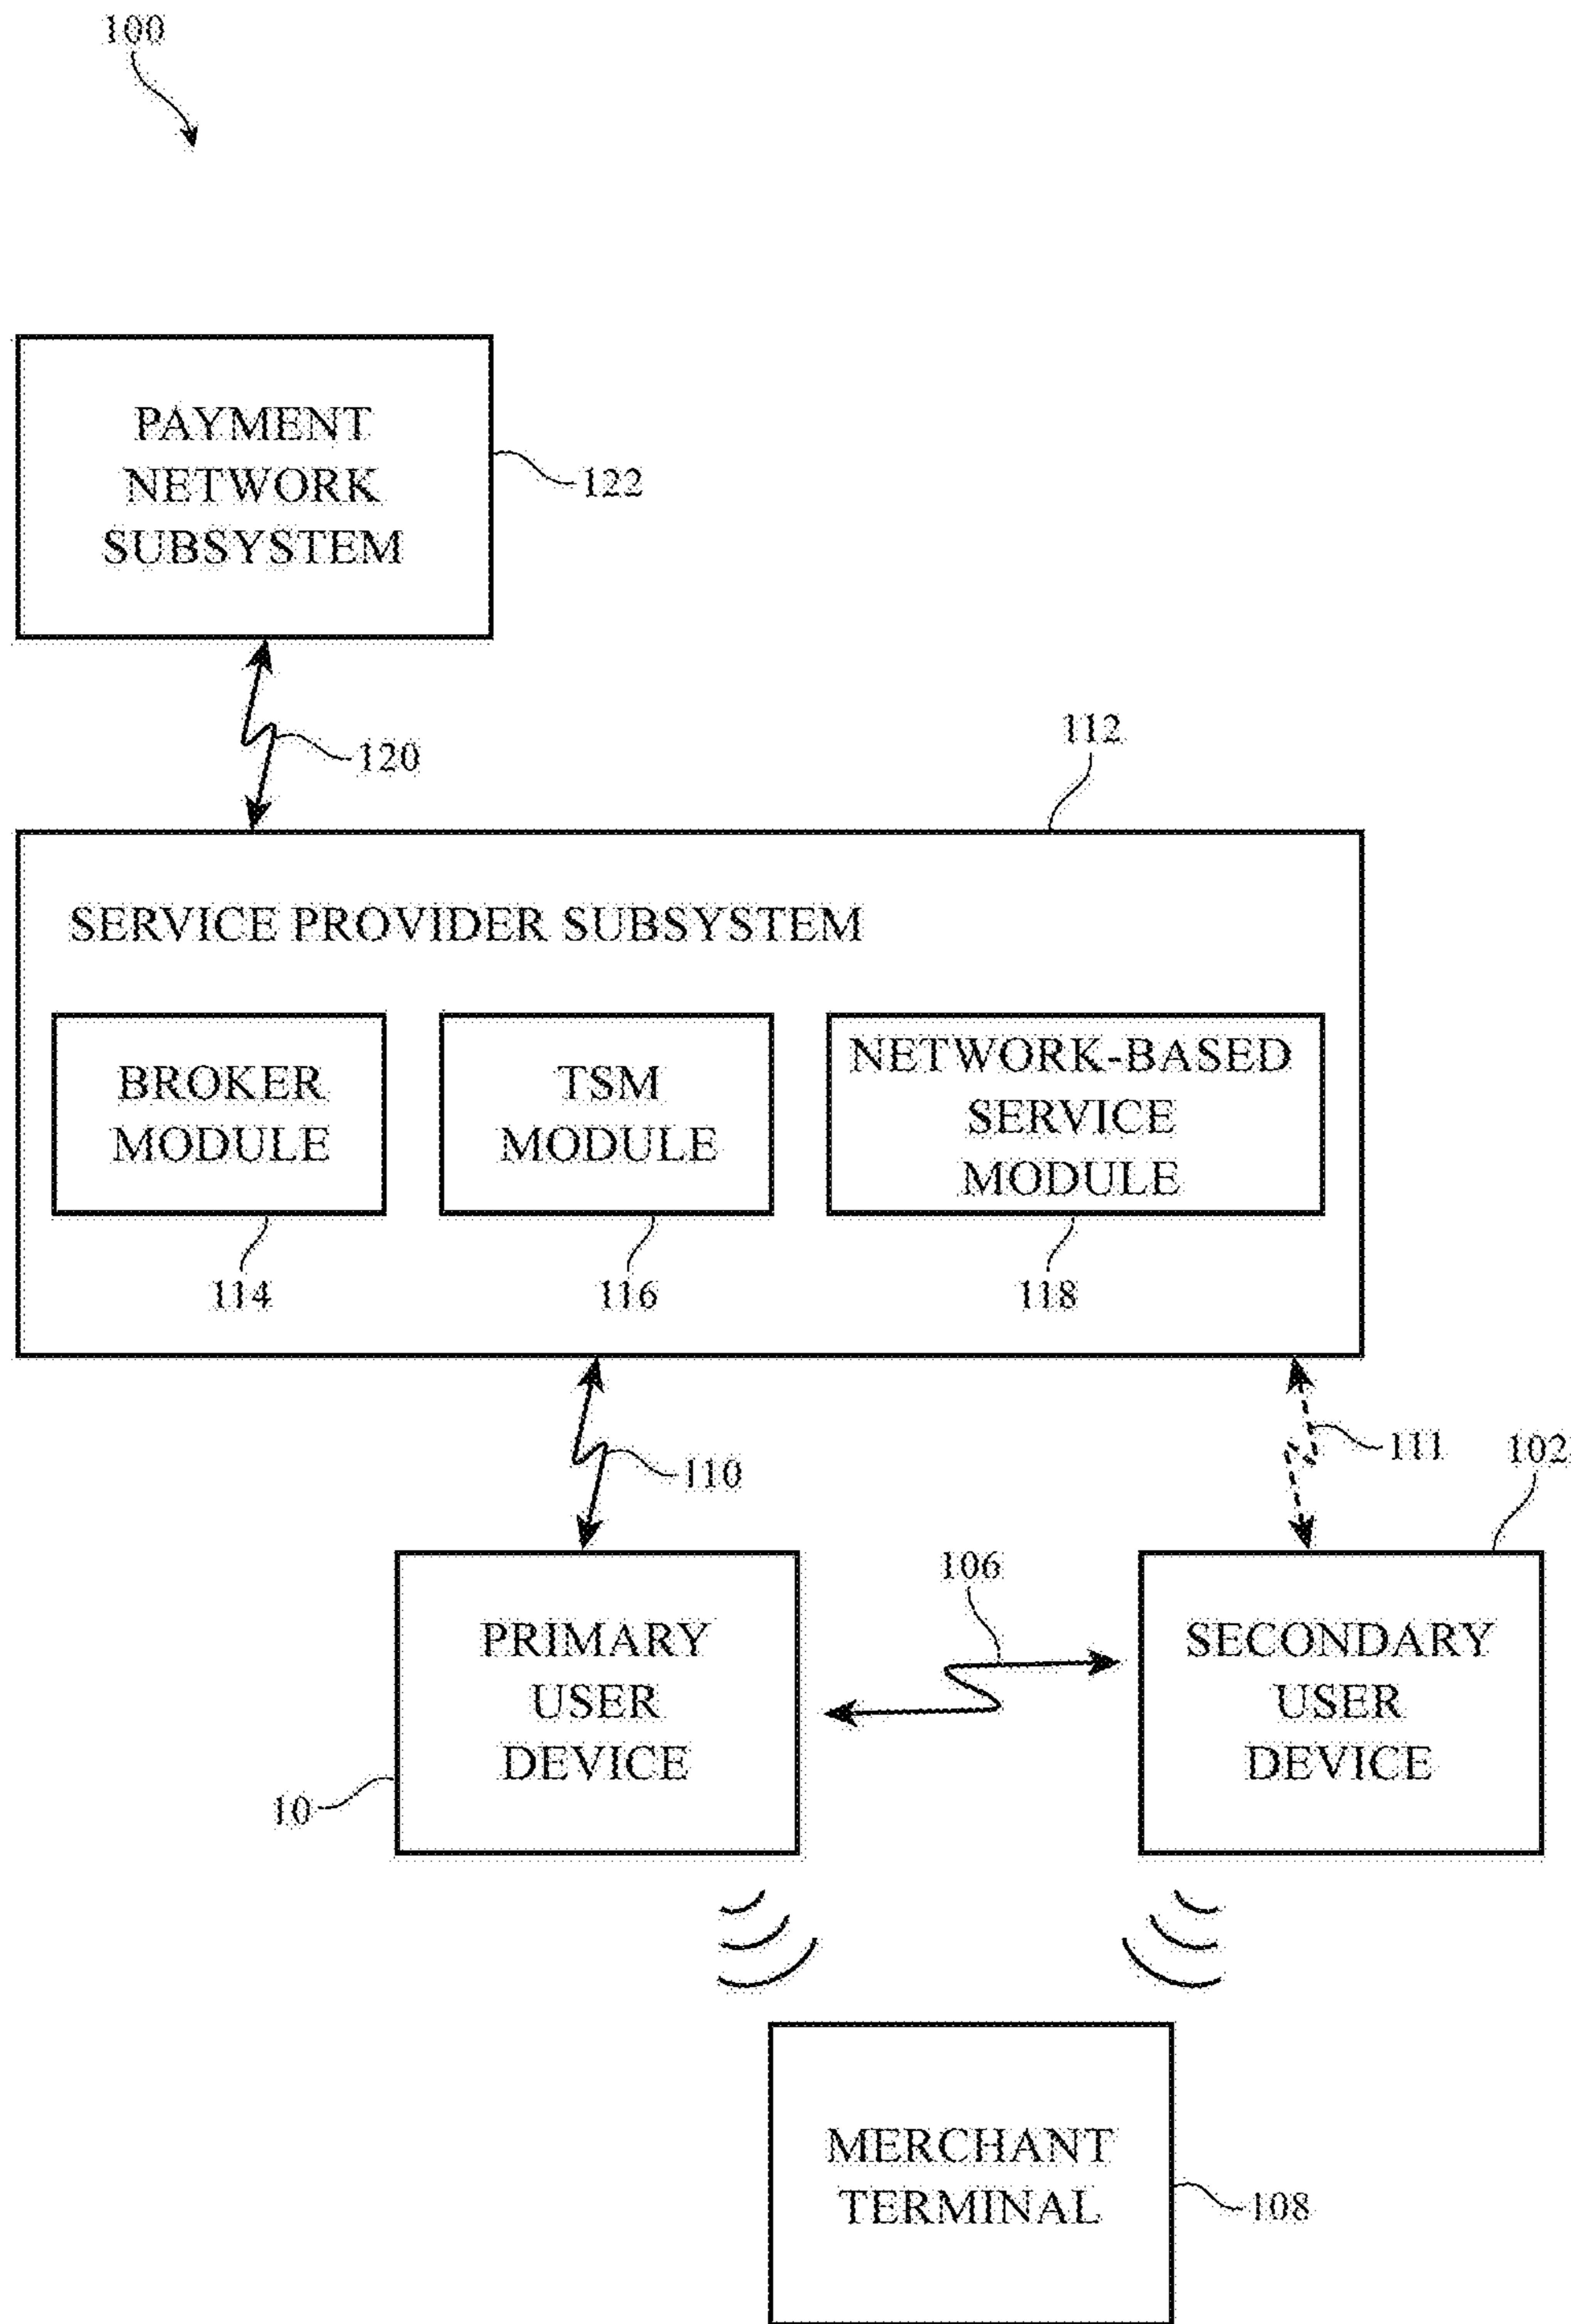 100
PAYMENT
NETWORK
SUBSYSTEM
122
120
112
SERVICE PROVIDER SUBSYSTEM
BROKER
MODULE
TSM
MODULE
NETWORK-BASED
SERVICE
MODULE
114
116
118
110
111
102
106
PRIMARY
USER
DEVICE
SECONDARY
USER
DEVICE
10
MERCHANT
TERMINAL
108